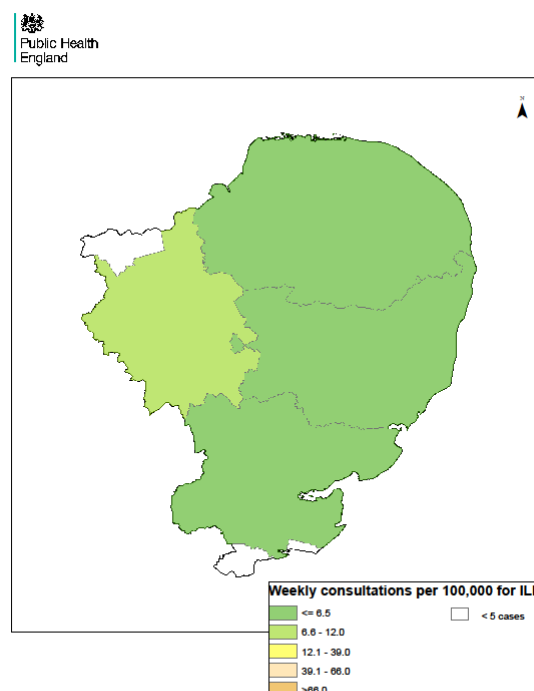 Public Health
England
N
Weekly consultations per 100,000 for ILI
<= 6.5
< 5 cases
6.6 - 12.0
12.1 - 39.0
39.1 - 66.0
>66.0